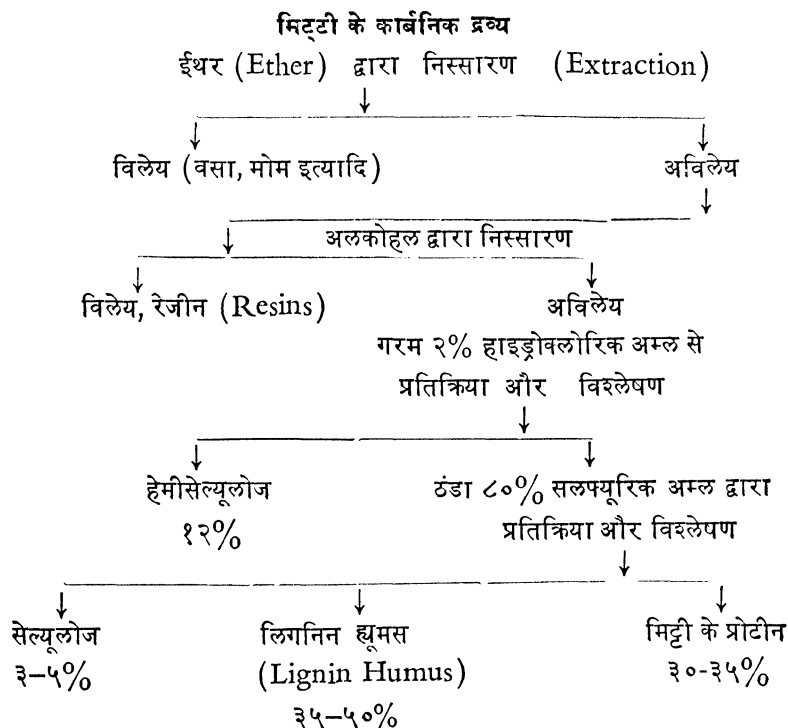 मिट्टी के कार्बनिक द्रव्य
ईथर (Ether) द्वारा निस्सारण (Extraction)
विलेय (वसा, मोम इत्यादि) अविलेय
अलकोहल द्वारा निस्सारण
विलेय, रेजीन (Resins) अविलेय
गरम २% हाइड्रोक्लोरिक अम्ल से
प्रतिक्रिया और विश्लेषण
हेमीसेल्यूलोज ठंडा ८०% सलफ्यूरिक अम्ल द्वारा
१२% प्रतिक्रिया और विश्लेषण
सेल्यूलोज लिगनिन ह्यूमस मिट्टी के प्रोटीन
३–५% (Lignin Humus) ३०-३५%
३५–५०%